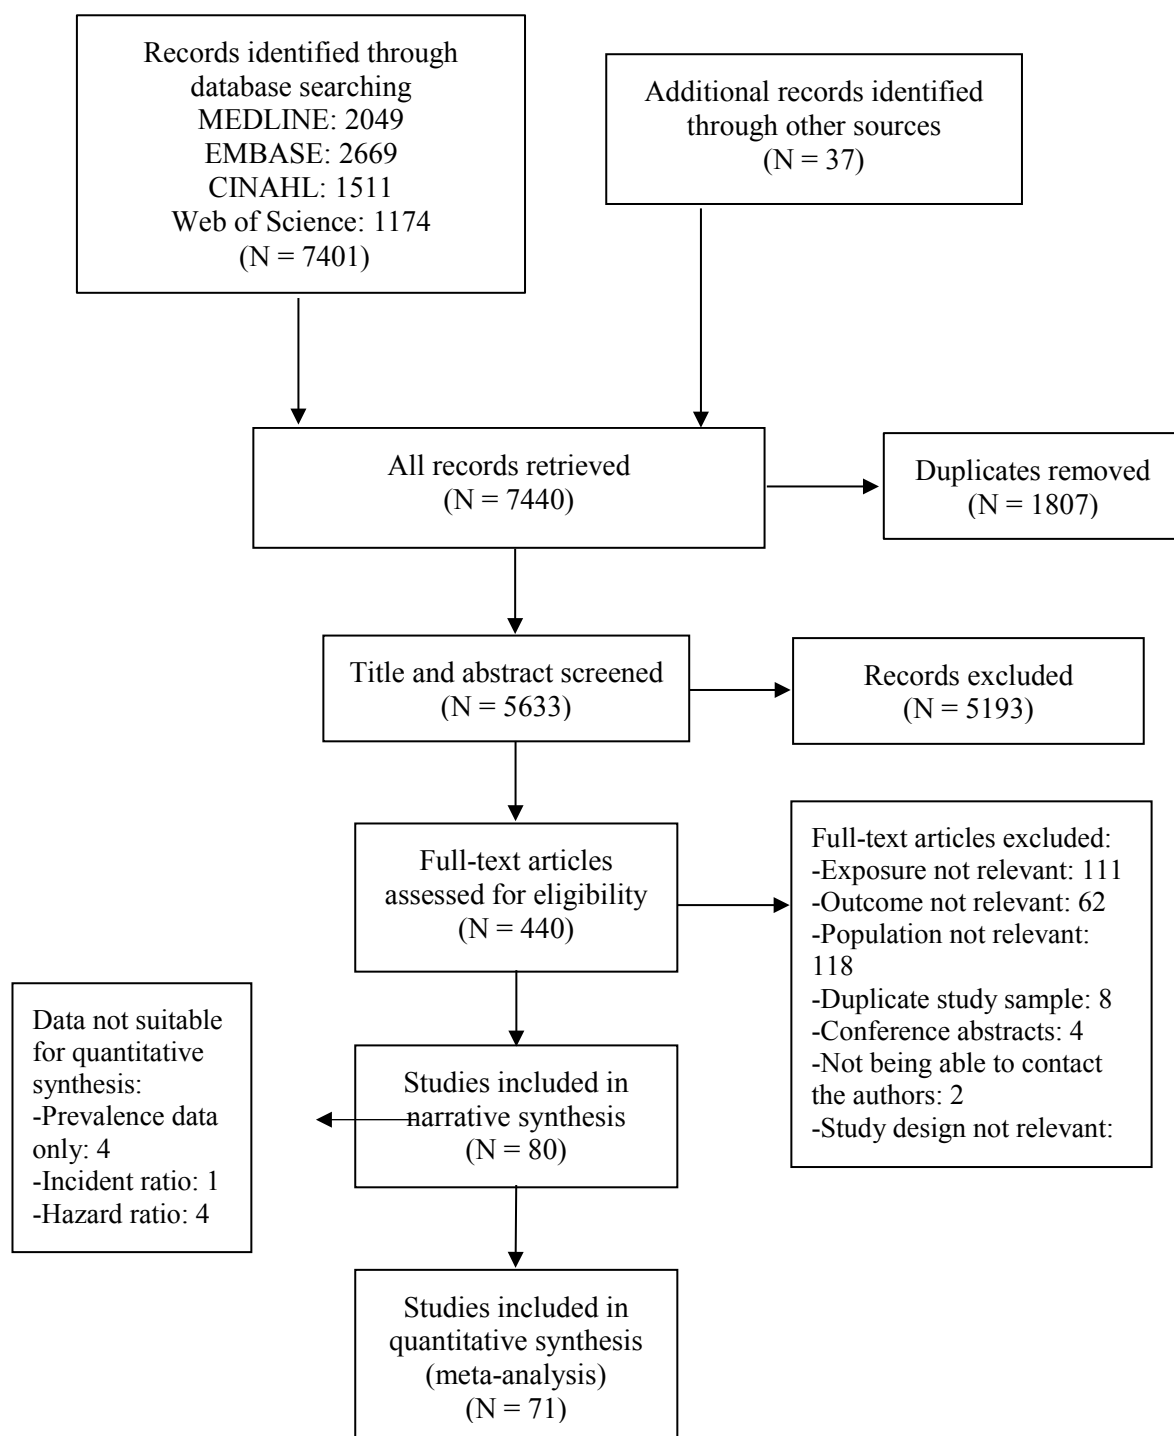 Records identified through
database searching
MEDLINE: 2049
EMBASE: 2669
CINAHL: 1511
Web of Science: 1174
(N = 7401)
Additional records identified
through other sources
(N = 37)
All records retrieved
(N = 7440)
Duplicates removed
(N = 1807)
Title and abstract screened
(N = 5633)
Records excluded
(N = 5193)
Full-text articles
assessed for eligibility
(N = 440)
Full-text articles excluded:
-Exposure not relevant: 111
-Outcome not relevant: 62
-Population not relevant:
118
-Duplicate study sample: 8
-Conference abstracts: 4
-Not being able to contact
the authors: 2
-Study design not relevant:
Data not suitable
for quantitative
synthesis:
-Prevalence data
only: 4
-Incident ratio: 1
-Hazard ratio: 4
Studies included in
narrative synthesis
(N = 80)
Studies included in
quantitative synthesis
(meta-analysis)
(N = 71)